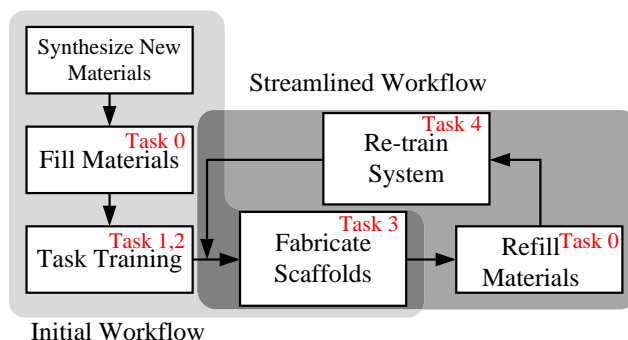 Synthesize New
Materials
Streamlined Workflow
Task 0
Fill Materials
Task 4
Re-train
System
Task 1,2
Task Training
Task 3
Fabricate
Scaffolds
Task 0
Refill
Materials
Initial Workflow